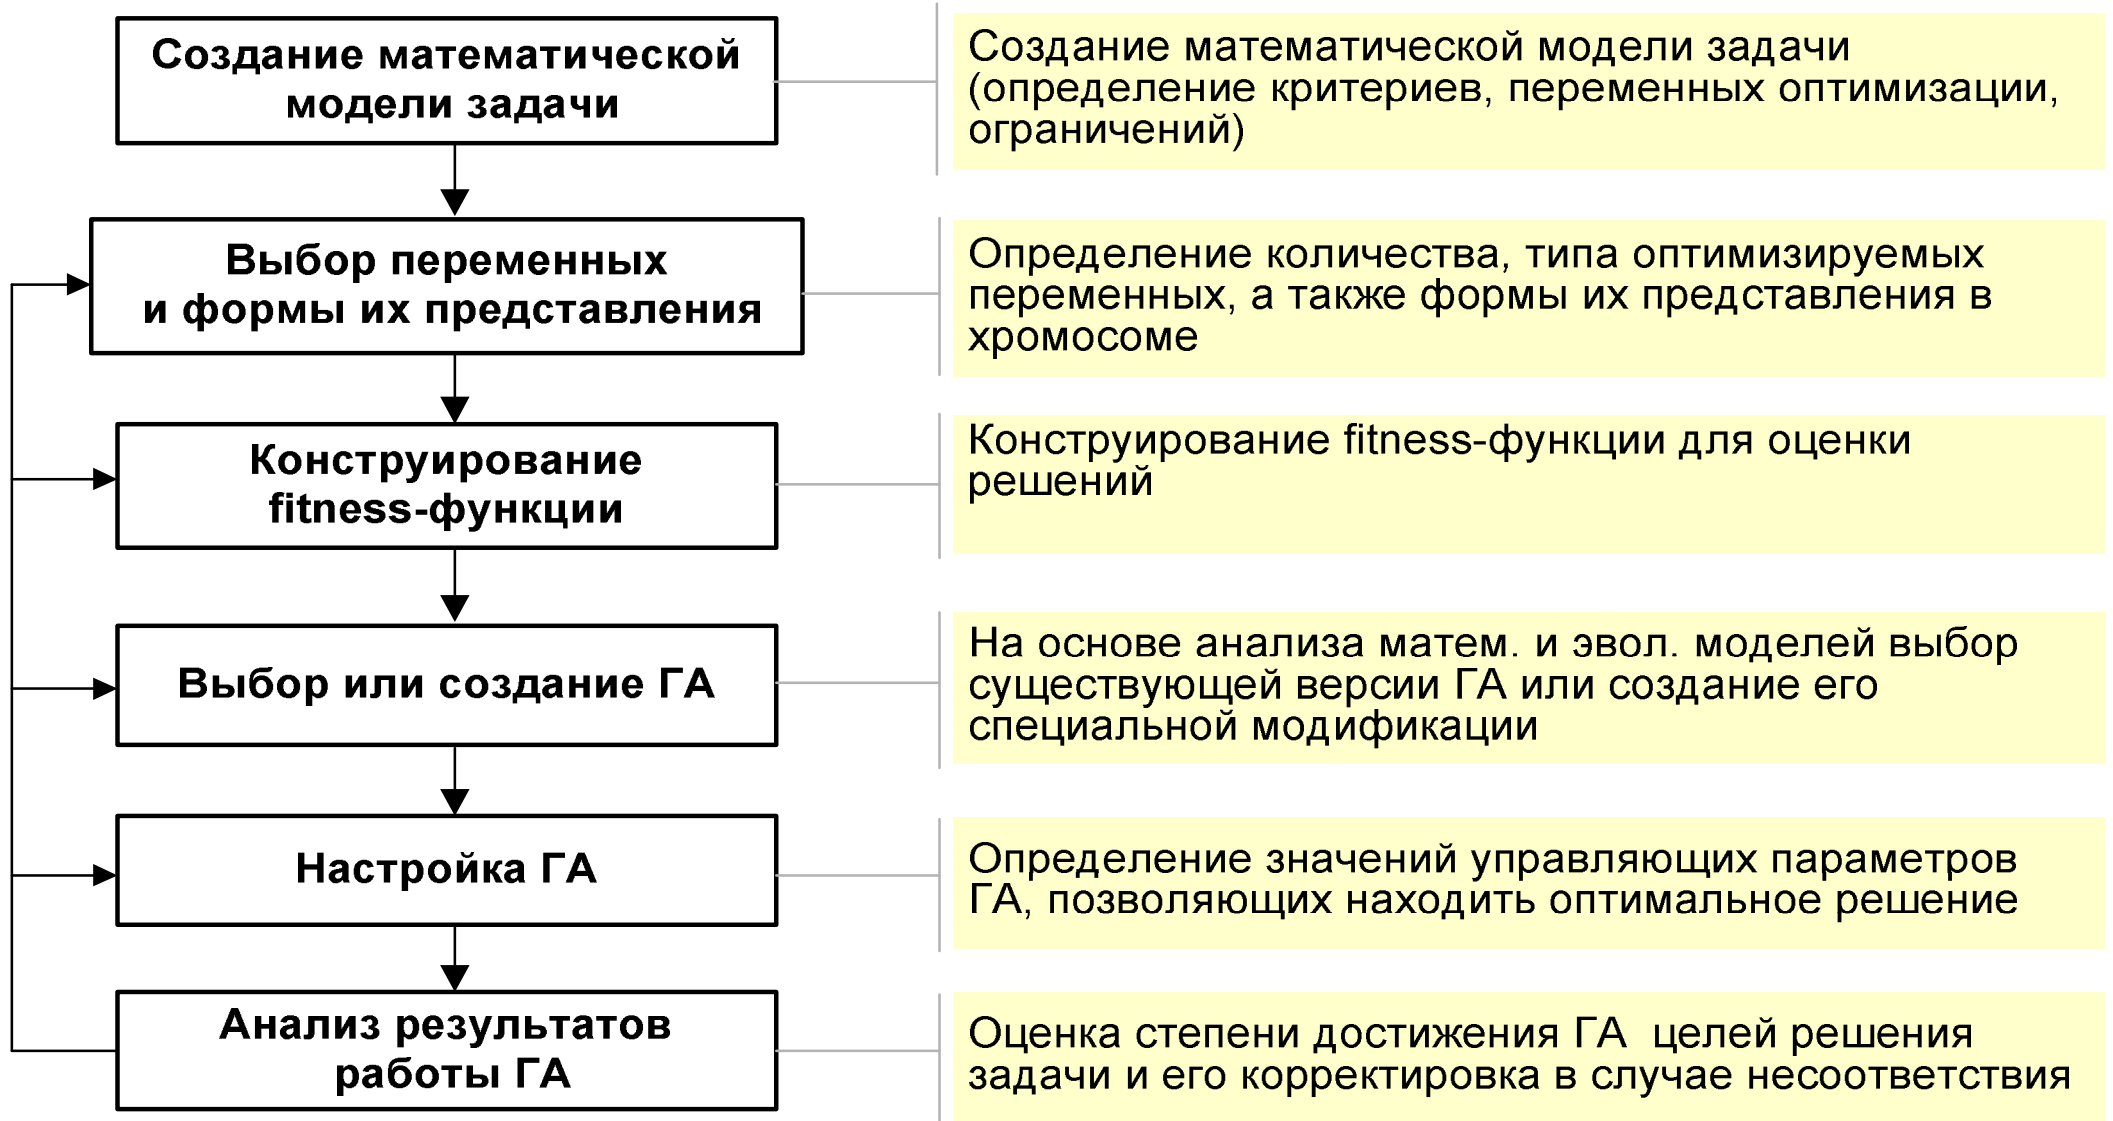 Создание математической
модели задачи
Создание математической модели задачи
(определение критериев, переменных оптимизации,
ограничений)
Выбор переменных
и формы их представления
Определение количества, типа оптимизируемых
переменных, а также формы их представления в
хромосоме
Конструирование
fitness-функции
Конструирование fitness-функции для оценки
решений
Выбор или создание ГА
На основе анализа матем. и эвол. моделей выбор
существующей версии ГА или создание его
специальной модификации
Настройка ГА
Определение значений управляющих параметров
ГА, позволяющих находить оптимальное решение
Анализ результатов
работы ГА
Оценка степени достижения ГА целей решения
задачи и его корректировка в случае несоответствия